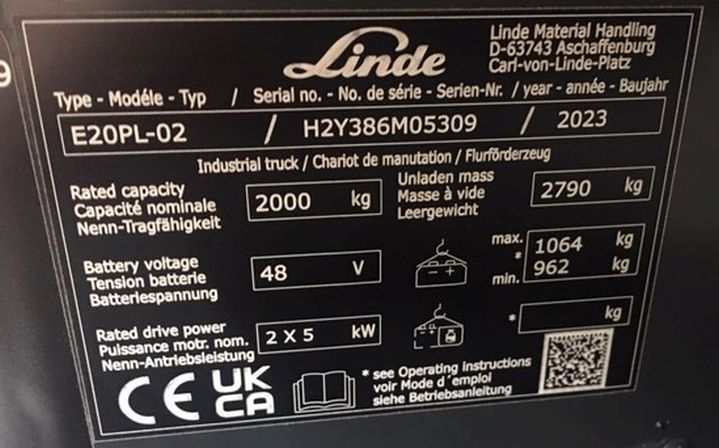 Linde
Linde Material Handling
D-63743 Aschaffenburg
Carl-von-Linde-Platz
Type - Modéle - Typ / Serial no. - No. de série - Serien-Nr. / year - année - Baujahr
E20PL-02 / H2Y386M05309 / 2023
Industrial truck / Chariot de manutation / Flurförderzeug
Rated capacity
Capacité nominale
Nenn-Tragfähigkeit
2000 kg
Unladen mass
Masse à vide
Leergewicht
2790 kg
Battery voltage
Tension batterie
Batteriespannung
48 V
- +
max. 1064 kg
*
min. 962 kg
Rated drive power
Puissance motr. nom.
Nenn-Antriebsleistung
2 X 5 kW
- +
* kg
CE UK
CA
* see Operating instructions
voir Mode d´emploi
siehe Betriebsanleitung
9